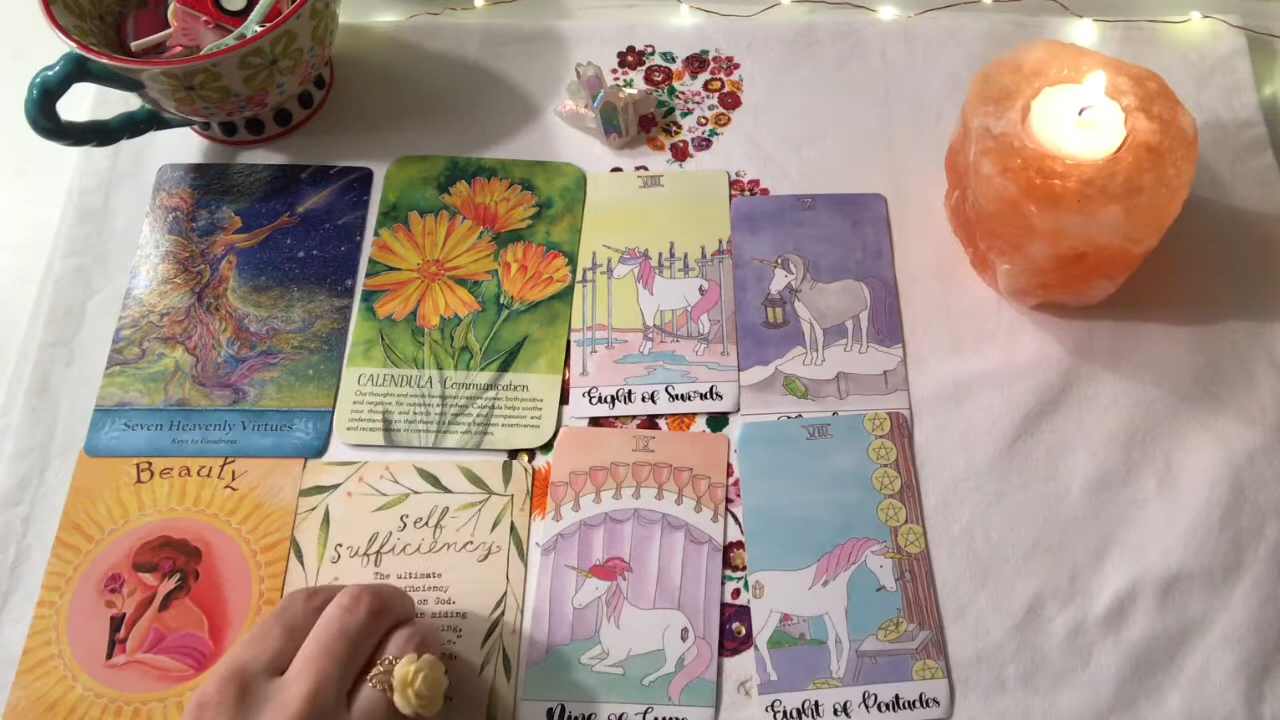 Seven Heavenly Virtues
Keys to Goodness
CALENDULA - Communication
Our thoughts and words have great creative power, both positive
and negative, for ourselves and others. Calendula helps soothe
your thoughts and words with warmth and compassion and
understanding so that there is a balance between assertiveness
and receptiveness in communication with others.
VIII
Eight of Swords
Beauty
Self-
Sufficiency
The ultimate
on God.
IX
Nine of Cups
VIII
Eight of Pentacles